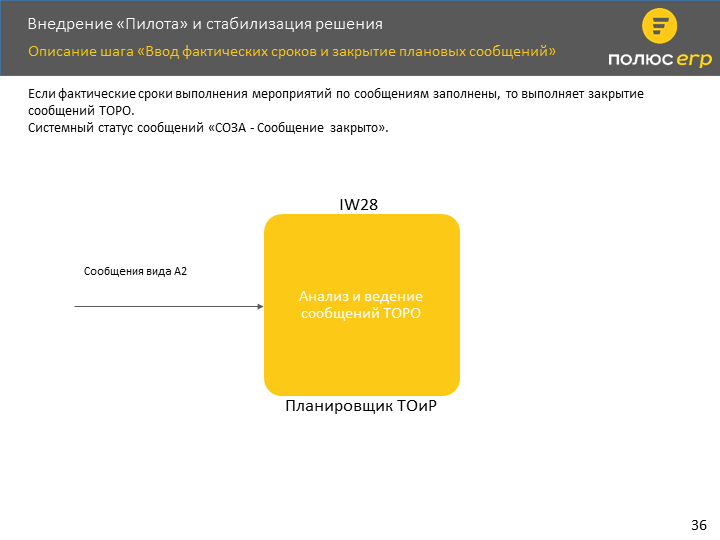 Внедрение «Пилота» и стабилизация решения
Описание шага «Ввод фактических сроков и закрытие плановых сообщений»
ПОЛЮС erp
Если фактические сроки выполнения мероприятий по сообщениям заполнены, то выполняет закрытие
сообщений ТОРО.
Системный статус сообщений «СОЗА - Сообщение закрыто».
IW28
Сообщения вида A2
Анализ и ведение
сообщений ТОРО
Планировщик ТОиР
36